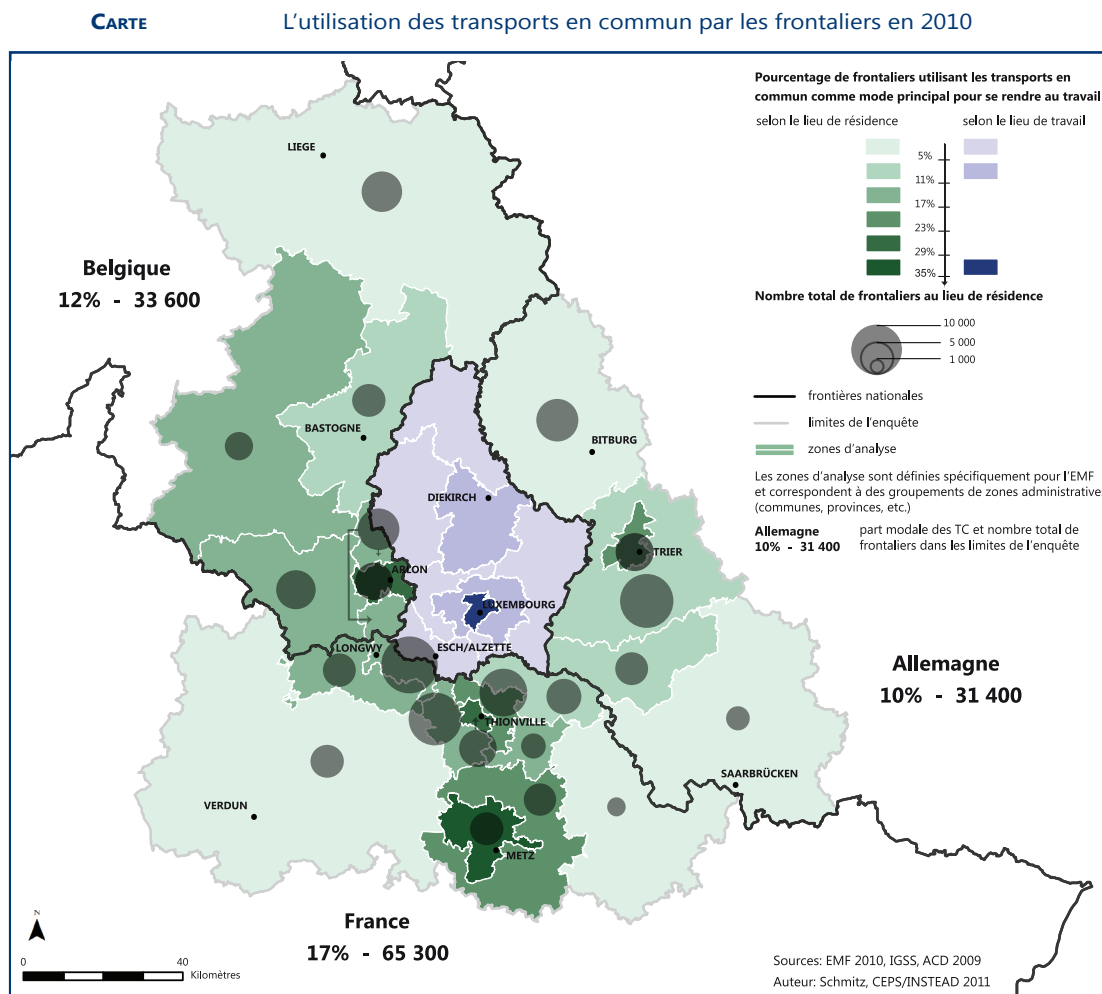 CARTE L'utilisation des transports en commun par les frontaliers en 2010
Pourcentage de frontaliers utilisant les transports en
commun comme mode principal pour se rendre au travail
selon le lieu de résidence selon le lieu de travail
5%
11%
17%
23%
29%
35%
Nombre total de frontaliers au lieu de résidence
10 000
5 000
1 000
frontières nationales
limites de l'enquête
zones d'analyse
Les zones d'analyse sont définies spécifiquement pour l'EMF
et correspondent à des groupements de zones administrative
(communes, provinces, etc.)
Allemagne part modale des TC et nombre total de
10% - 31 400 frontaliers dans les limites de l'enquête
LIEGE
Belgique
12% - 33 600
BASTOGNE
BITBURG
DIEKIRCH
TRIER
ARLON
LUXEMBOURG
LONGWY
ESCH/ALZETTE
Allemagne
10% - 31 400
THIONVILLE
SAARBRÜCKEN
VERDUN
METZ
France
17% - 65 300
N
0 40
Kilomètres
Sources: EMF 2010, IGSS, ACD 2009
Auteur: Schmitz, CEPS/INSTEAD 2011